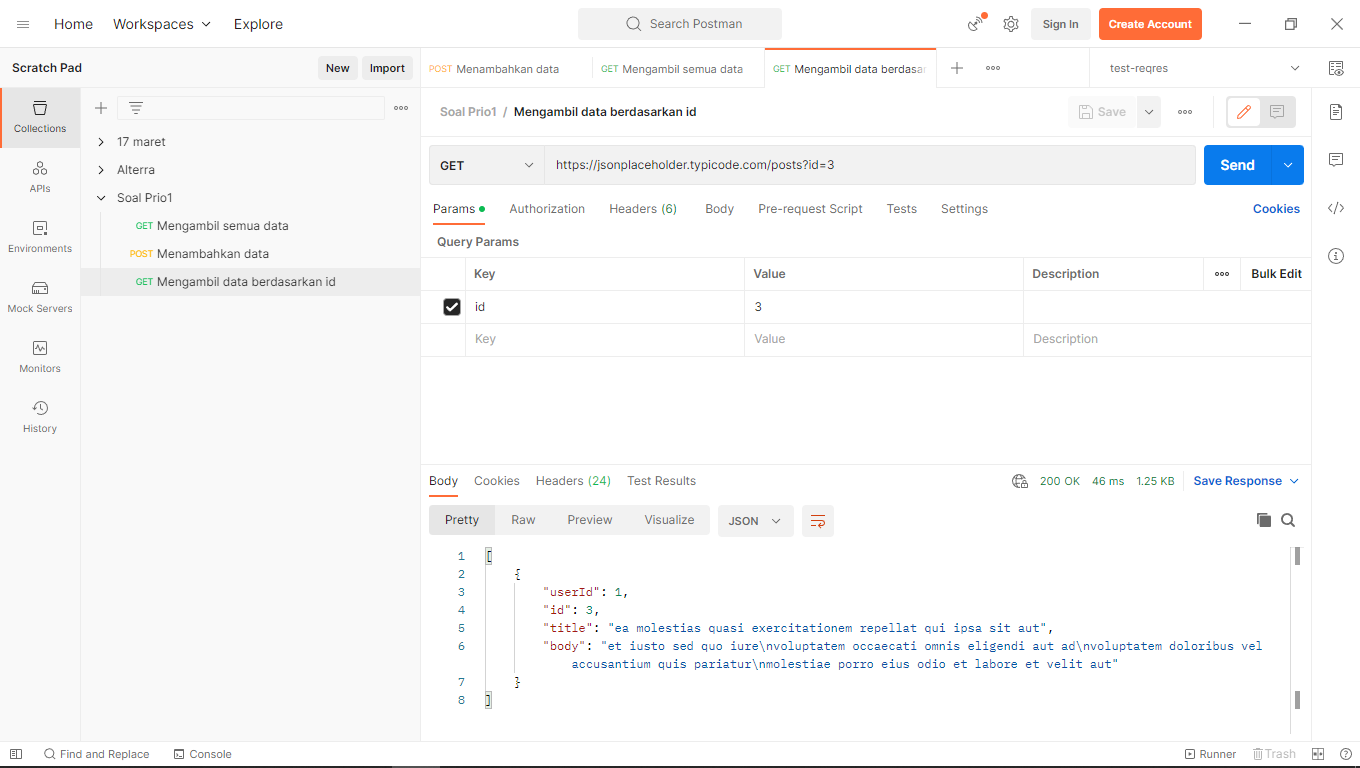 Home Workspaces Explore Search Postman Sign In Create Account
Scratch Pad New Import
POST Menambahkan data GET Mengambil semua data GET Mengambil data berdasar test-reqres
Collections
APIs
Environments
Mock Servers
Monitors
History
17 maret
Alterra
Soal Prio1
GET Mengambil semua data
POST Menambahkan data
GET Mengambil data berdasarkan id
Soal Prio1 / Mengambil data berdasarkan id Save
GET https://jsonplaceholder.typicode.com/posts?id=3 Send
Params Authorization Headers (6) Body Pre-request Script Tests Settings Cookies
Query Params
Key Value Description Bulk Edit
id 3
Key Value Description
Body Cookies Headers (24) Test Results 200 OK 46 ms 1.25 KB Save Response
Pretty Raw Preview Visualize JSON
1 [
2 {
3 "userId": 1,
4 "id": 3,
5 "title": "ea molestias quasi exercitationem repellat qui ipsa sit aut",
6 "body": "et iusto sed quo iure\nvoluptatem occaecati omnis eligendi aut ad\nvoluptatem doloribus vel
accusantium quis pariatur\nmolestiae porro eius odio et labore et velit aut"
7 }
8 ]
Find and Replace Console Runner Trash